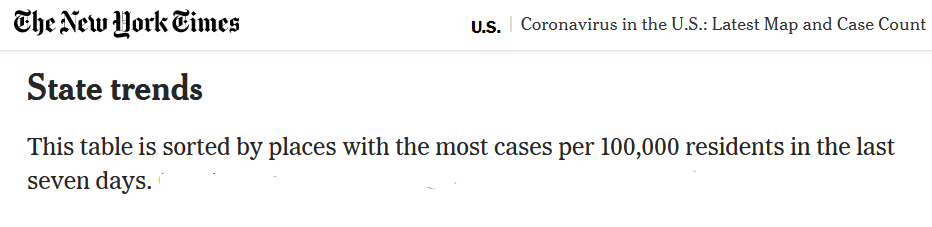 The New York Times
U.S. | Coronavirus in the U.S.: Latest Map and Case Count
State trends
This table is sorted by places with the most cases per 100,000 residents in the last
seven days.